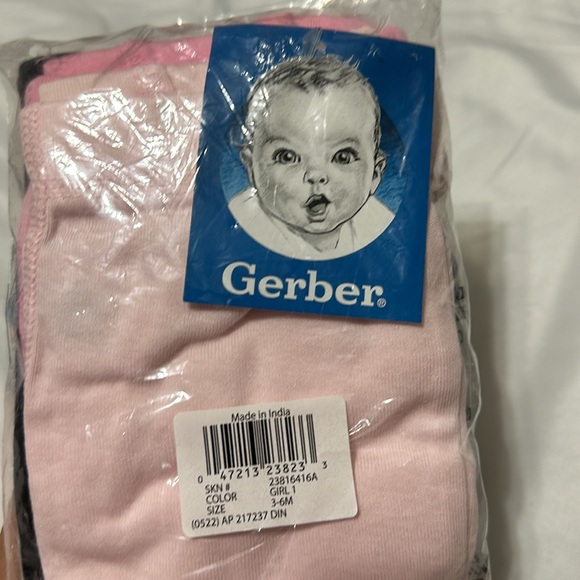 Gerber®
Made in India
0 47213 23823 3
SKN # 23816416A
COLOR GIRL 1
SIZE 3-6M
(0522) AP 217237 DIN